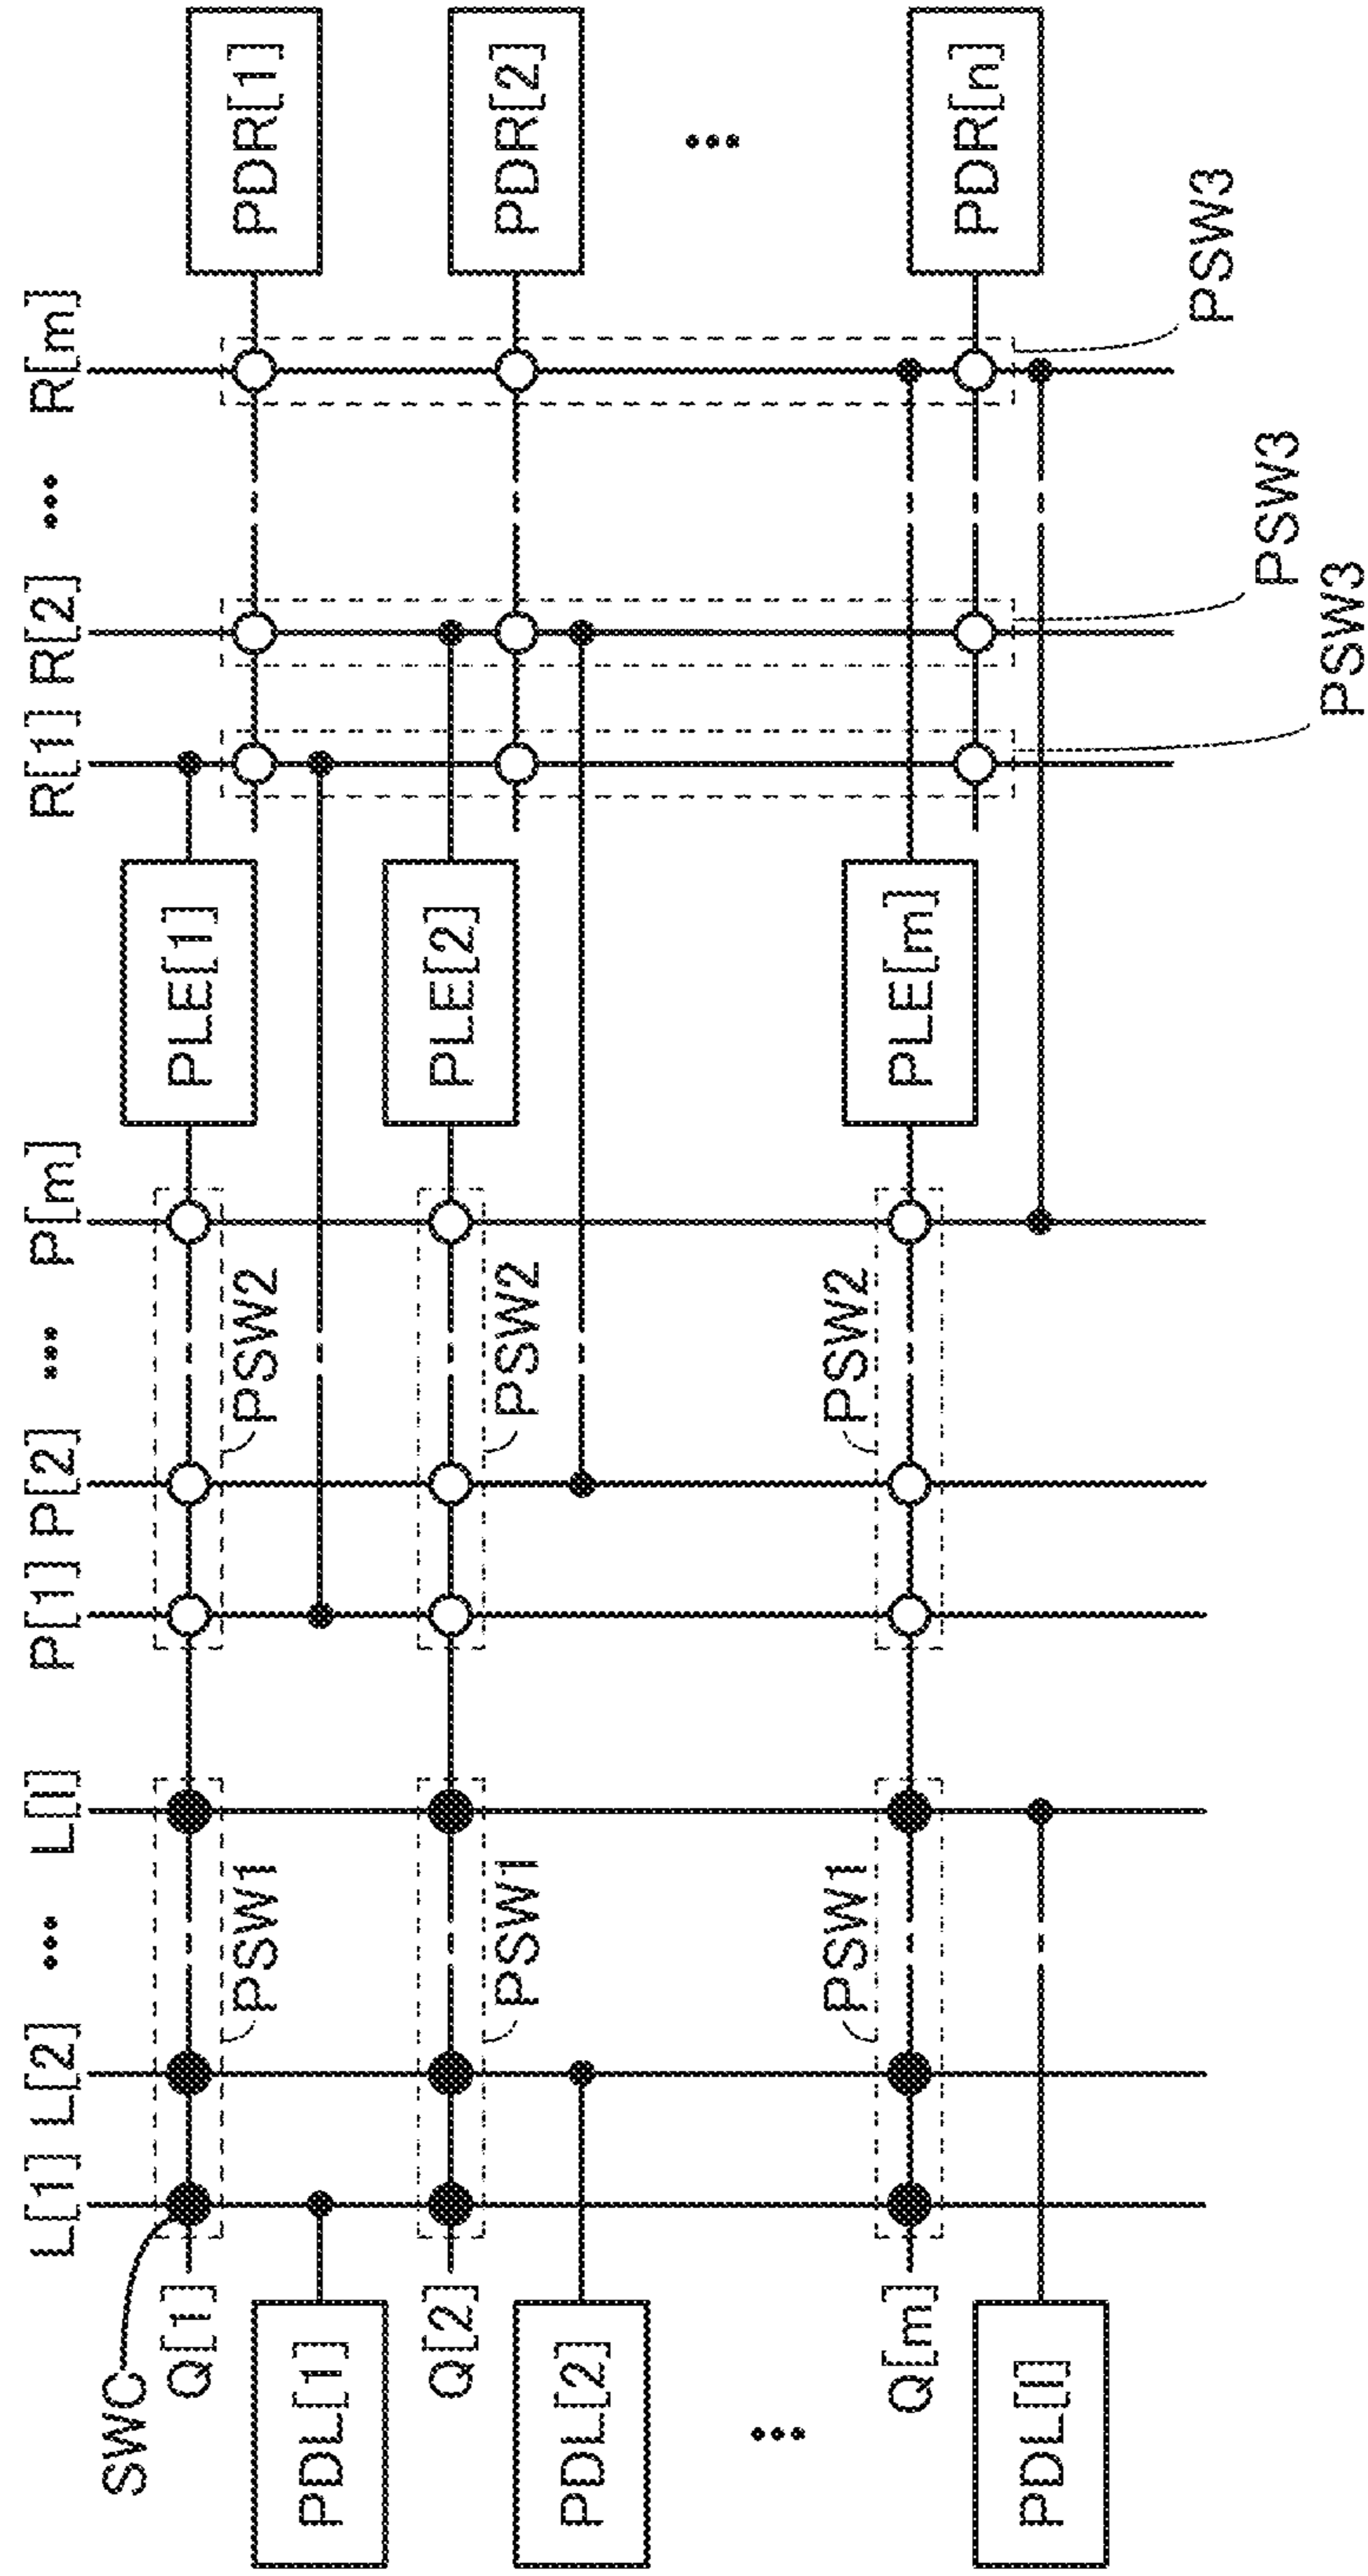 L[1] L[2] ... L[l] P[1] P[2] ... P[m] R[1] R[2] ... R[m]
SWC
Q[1]
PLE[1]
PDR[1]
PSW1
PSW2
PDL[1]
Q[2]
PLE[2]
PDR[2]
PSW1
PSW2
PDL[2]
...
...
PSW1
PSW2
Q[m]
PLE[m]
PDR[n]
PDL[l]
PSW3
PSW3
PSW3